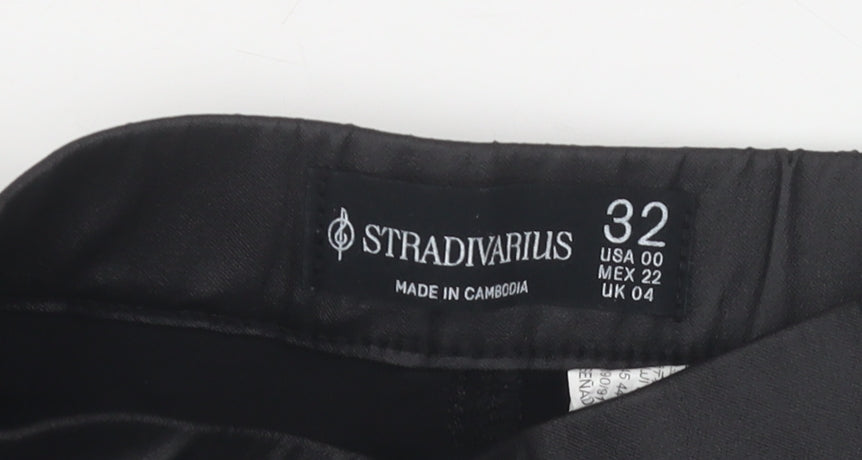 STRADIVARIUS
MADE IN CAMBODIA
32
USA 00
MEX 22
UK 04